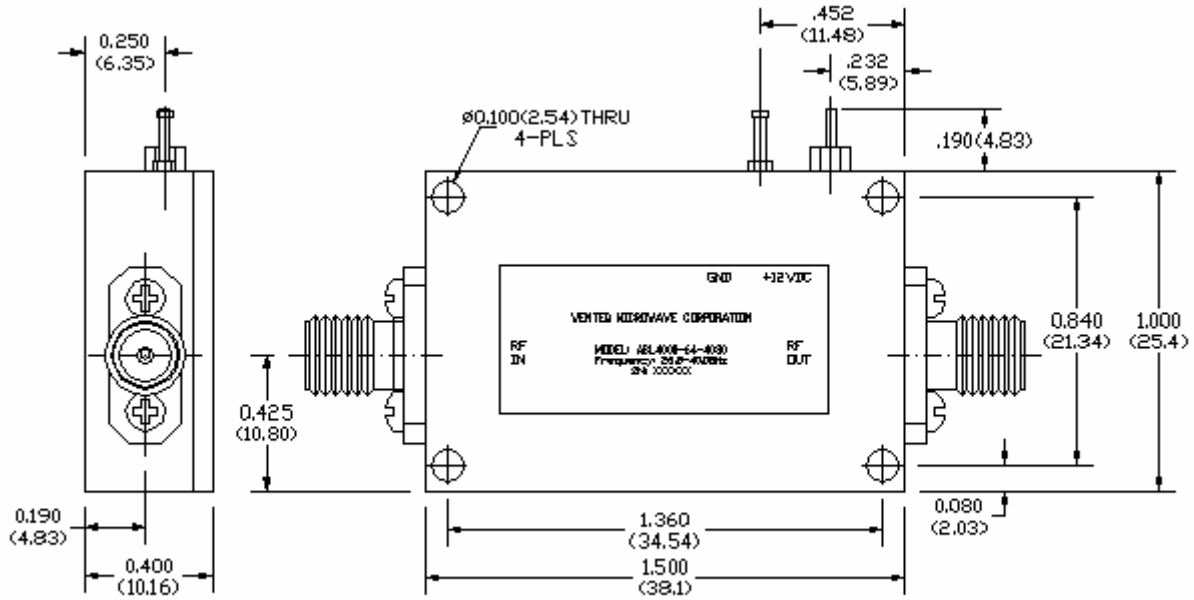 .452
(11.48)
0.250
(6.35)
.232
(5.89)
ø0.100(2.54)THRU
4-PLS
.190(4.83)
GND +12VDC
MICROWAVE CORPORATION
RF
IN
MODEL:
Frequency:
RF
OUT
0.840
(21.34)
1.000
(25.4)
0.425
(10.80)
0.190
(4.83)
0.080
(2.03)
1.360
(34.54)
0.400
(10.16)
1.500
(38.1)